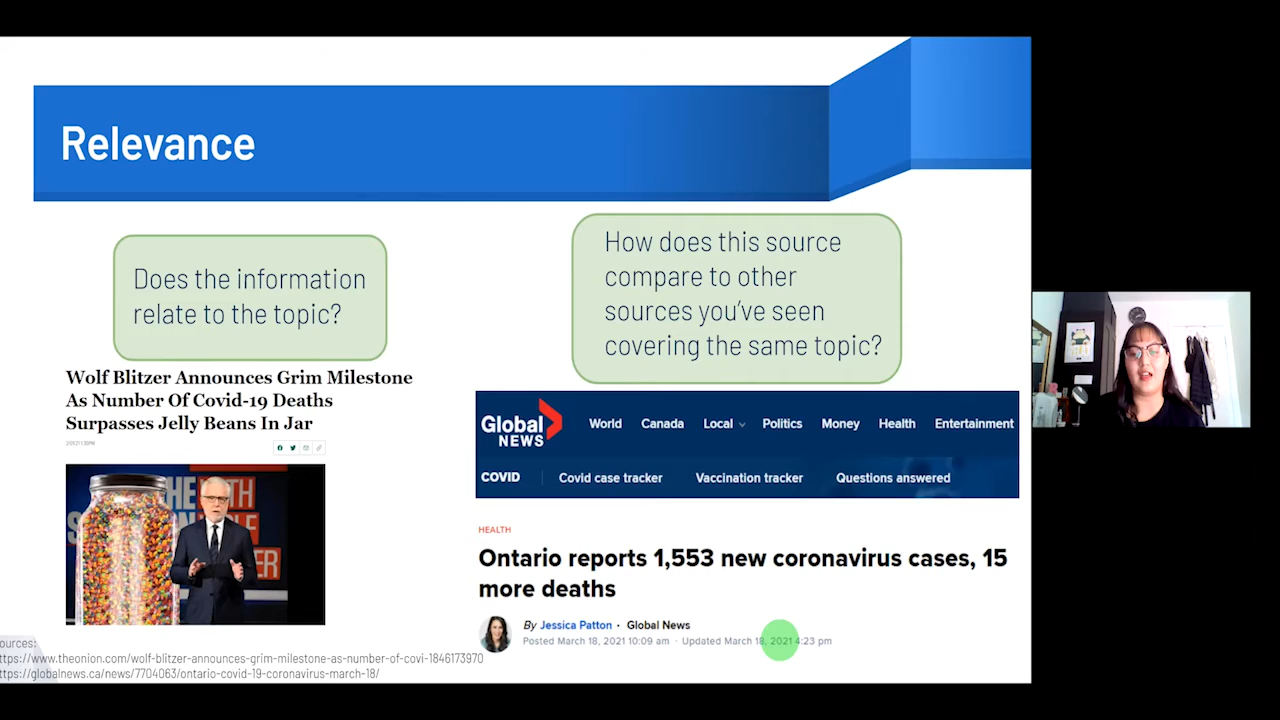 Relevance
Does the information
relate to the topic?
How does this source
compare to other
sources you've seen
covering the same topic?
Wolf Blitzer Announces Grim Milestone
As Number Of Covid-19 Deaths
Surpasses Jelly Beans In Jar
Global NEWS World Canada Local Politics Money Health Entertainment
COVID Covid case tracker Vaccination tracker Questions answered
HEALTH
Ontario reports 1,553 new coronavirus cases, 15
more deaths
By Jessica Patton · Global News
Posted March 18, 2021 10:09 am · Updated March 18, 2021 4:23 pm
ources:
ttps://www.theonion.com/wolf-blitzer-announces-grim-milestone-as-number-of-covi-1846173970
ttps://globalnews.ca/news/7704063/ontario-covid-19-coronavirus-march-18/